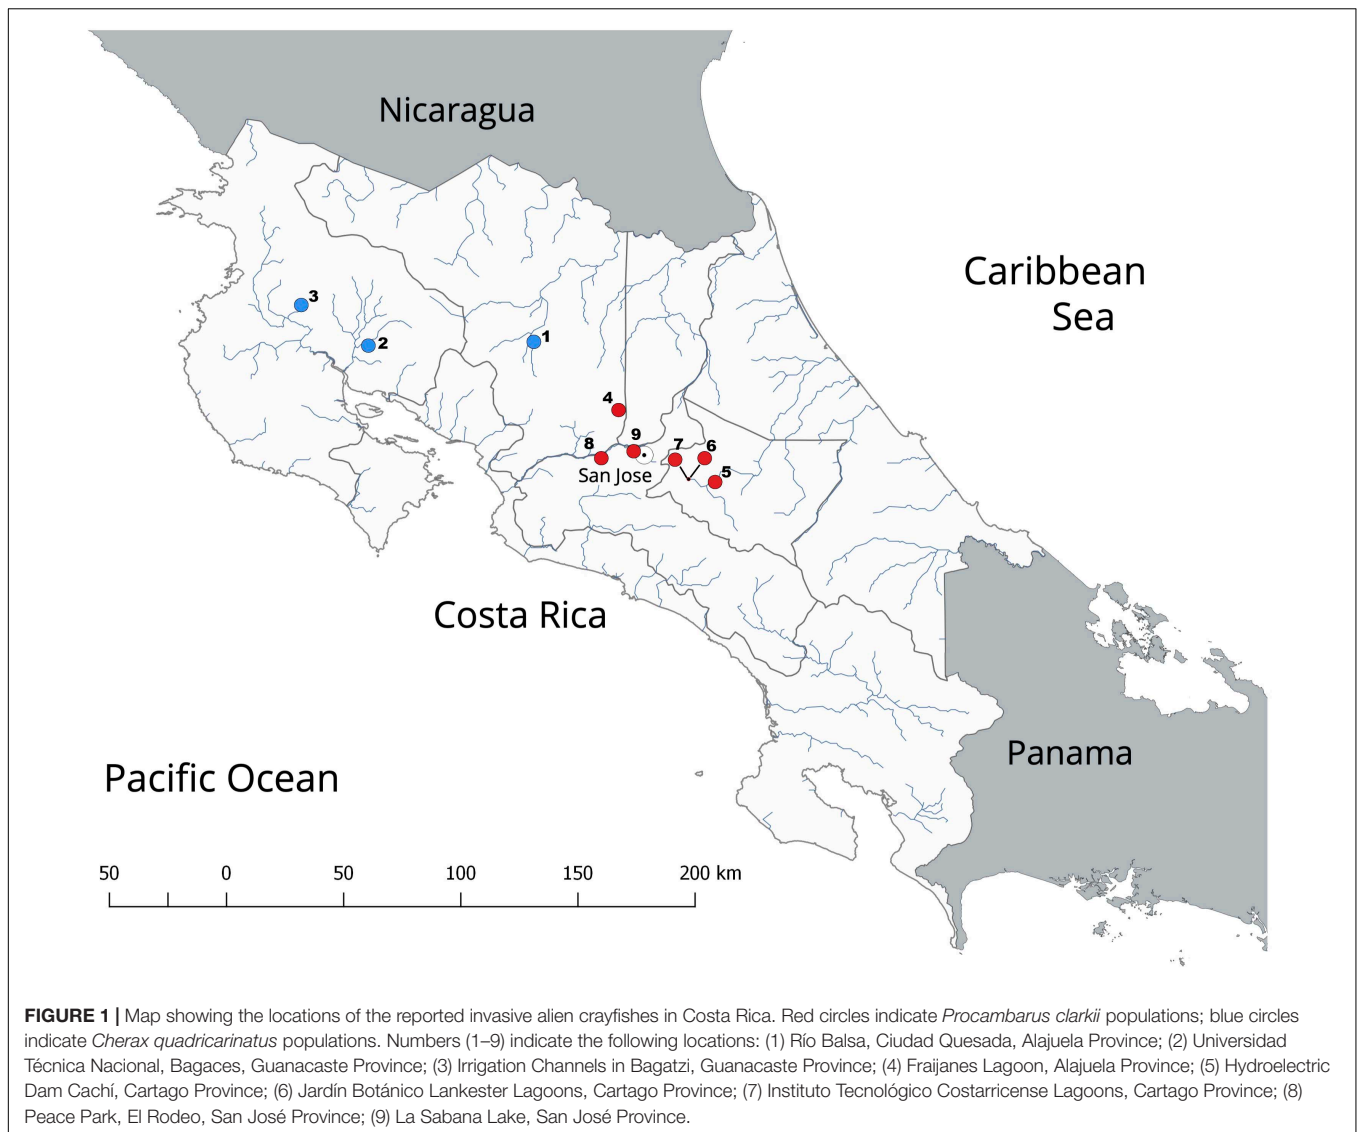 Nicaragua
Caribbean
Sea
3
2
1
4
9
8
7
6
5
San Jose
Costa Rica
Panama
Pacific Ocean
50 0 50 100 150 200 km
FIGURE 1 | Map showing the locations of the reported invasive alien crayfishes in Costa Rica. Red circles indicate Procambarus clarkii populations; blue circles
indicate Cherax quadricarinatus populations. Numbers (1–9) indicate the following locations: (1) Río Balsa, Ciudad Quesada, Alajuela Province; (2) Universidad
Técnica Nacional, Bagaces, Guanacaste Province; (3) Irrigation Channels in Bagatzi, Guanacaste Province; (4) Fraijanes Lagoon, Alajuela Province; (5) Hydroelectric
Dam Cachí, Cartago Province; (6) Jardín Botánico Lankester Lagoons, Cartago Province; (7) Instituto Tecnológico Costarricense Lagoons, Cartago Province; (8)
Peace Park, El Rodeo, San José Province; (9) La Sabana Lake, San José Province.